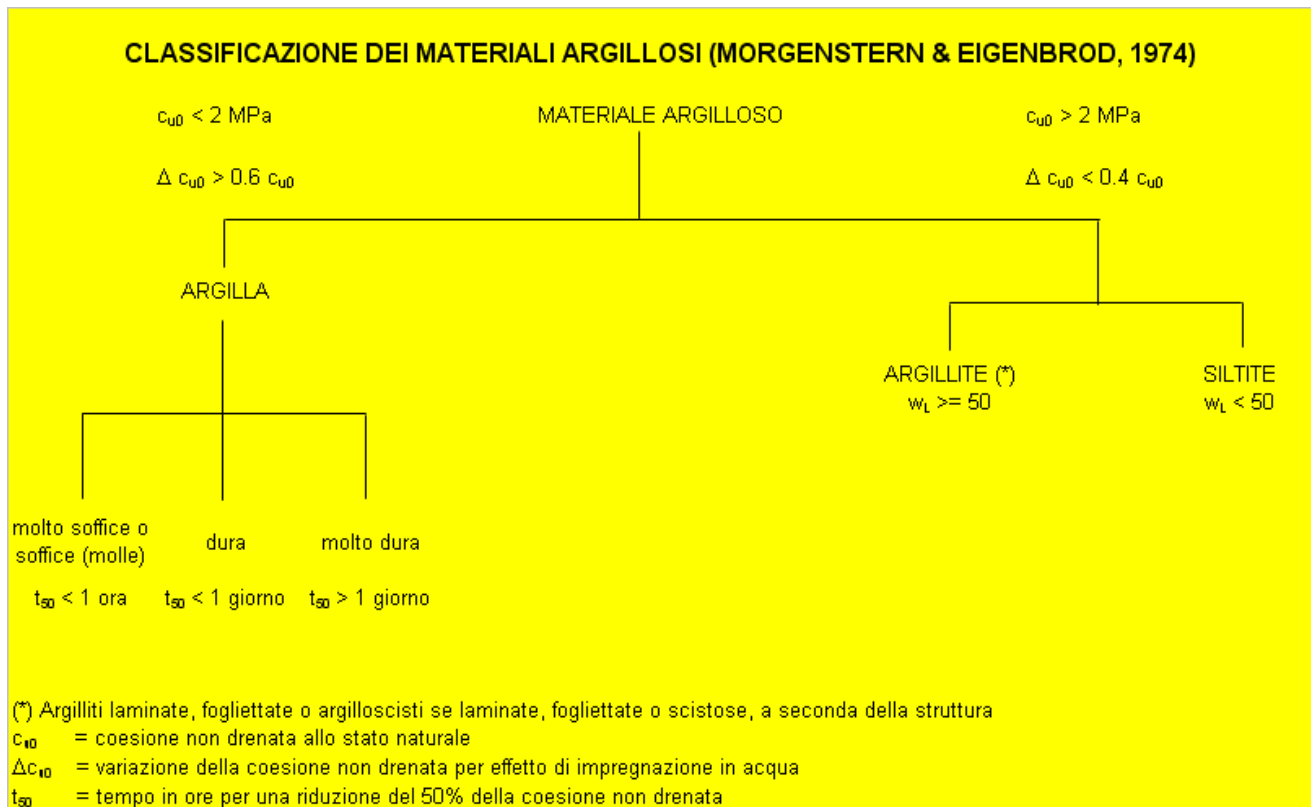 CLASSIFICAZIONE DEI MATERIALI ARGILLOSI (MORGENSTERN & EIGENBROD, 1974)
cu0 < 2 MPa MATERIALE ARGILLOSO cu0 > 2 MPa
Δ cu0 > 0.6 cu0 Δ cu0 < 0.4 cu0
ARGILLA
ARGILLITE (*) SILTITE
wL >= 50 wL < 50
molto soffice o
soffice (molle) dura molto dura
t50 < 1 ora t50 < 1 giorno t50 > 1 giorno
(*) Argilliti laminate, fogliettate o argilloscisti se laminate, fogliettate o scistose, a seconda della struttura
cu0 = coesione non drenata allo stato naturale
Δcu0 = variazione della coesione non drenata per effetto di impregnazione in acqua
t50 = tempo in ore per una riduzione del 50% della coesione non drenata